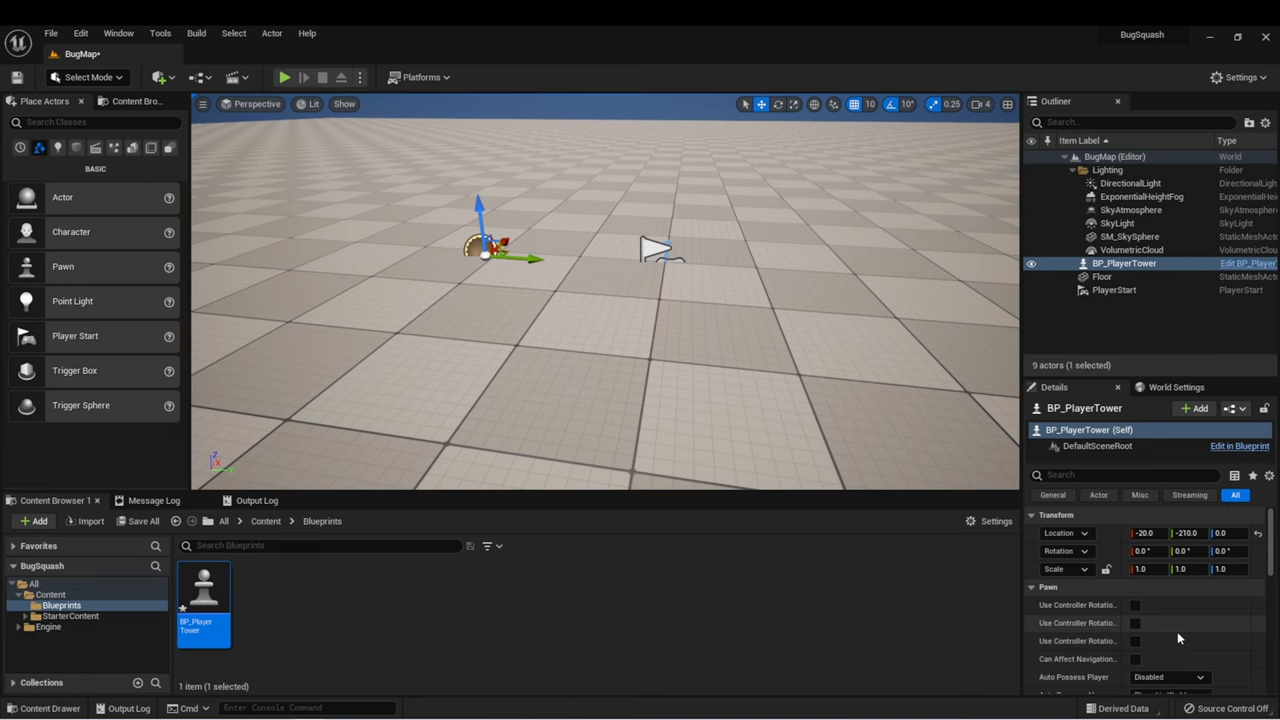 File Edit Window Tools Build Select Actor Help
BugSquash
BugMap*
Select Mode
Platforms
Settings
Place Actors
Content Bro...
Search Classes
BASIC
Actor
Character
Pawn
Point Light
Player Start
Trigger Box
Trigger Sphere
Perspective
Lit
Show
10
10°
0.25
4
Z
X
Y
Outliner
Search...
Item Label
Type
BugMap (Editor) World
Lighting Folder
DirectionalLight DirectionalLigh
ExponentialHeightFog ExponentialHei
SkyAtmosphere SkyAtmosphere
SkyLight SkyLight
SM_SkySphere StaticMeshAct
VolumetricCloud VolumetricClou
BP_PlayerTower Edit BP_Player
Floor StaticMeshAct
PlayerStart PlayerStart
9 actors (1 selected)
Details
World Settings
BP_PlayerTower
Add
BP_PlayerTower (Self)
DefaultSceneRoot
Edit in Blueprint
Search
General Actor Misc Streaming All
Transform
Location -20.0 -210.0 0.0
Rotation 0.0° 0.0° 0.0°
Scale 1.0 1.0 1.0
Pawn
Use Controller Rotatio..
Use Controller Rotatio..
Use Controller Rotatio..
Can Affect Navigation..
Auto Possess Player Disabled
Content Browser 1
Message Log
Output Log
Add
Import
Save All
All
Content
Blueprints
Settings
Favorites
BugSquash
All
Content
Blueprints
StarterContent
Engine
Collections
Search Blueprints
BP_Player
Tower
1 item (1 selected)
Content Drawer
Output Log
Cmd
Enter Console Command
Derived Data
Source Control Off